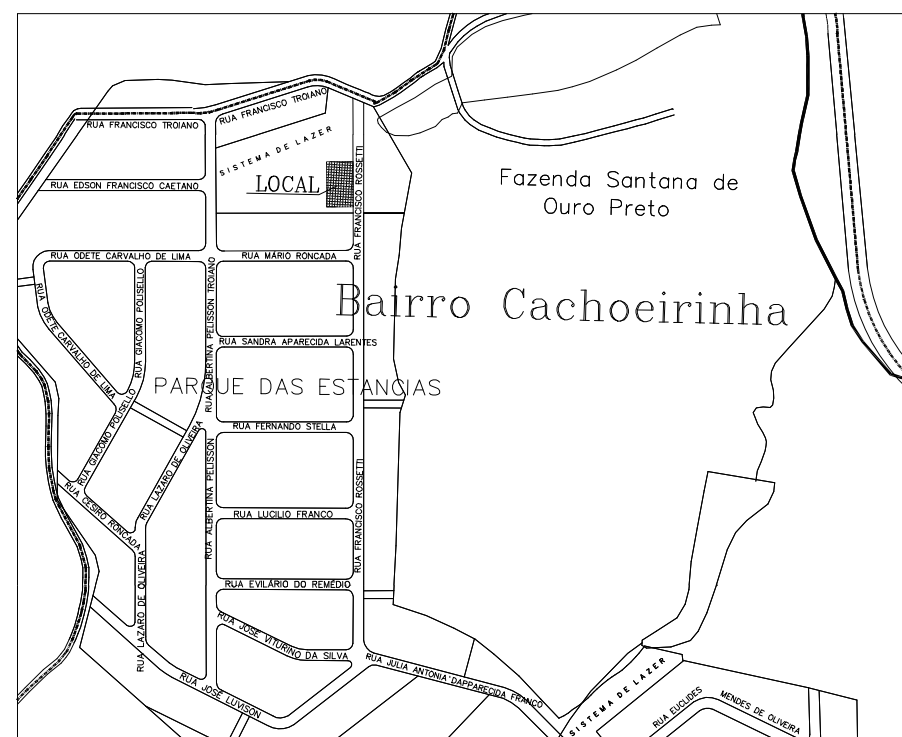 RUA FRANCISCO TROIANO
RUA FRANCISCO TROIANO
SISTEMA DE LAZER
RUA EDSON FRANCISCO CAETANO
LOCAL
RUA FRANCISCO ROSSETTI
Fazenda Santana de
Ouro Preto
RUA ODETE CARVALHO DE LIMA
RUA MÁRIO RONCADA
RUA ODETE CARVALHO DE LIMA
RUA GIACOMO POLISELLO
RUA ALBERTINA PELISSON TROIANO
Bairro Cachoeirinha
RUA SANDRA APARECIDA LARENTES
PARQUE DAS ESTANCIAS
RUA GIACOMO POLISELLO
RUA LAZARO DE OLIVEIRA
RUA FERNANDO STELLA
RUA ALBERTINA PELISSON
RUA FRANCISCO ROSSETTI
RUA CESIRO RONCADA
RUA LUCILIO FRANCO
RUA LAZARO DE OLIVEIRA
RUA EVILÁRIO DO REMÉDIO
RUA JOSÉ VITURINO DA SILVA
RUA JULIA ANTONIA DAPPARECIDA FRANCO
RUA JOSÉ LUVISON
SISTEMA DE LAZER
RUA EUCLIDES MENDES DE OLIVEIRA